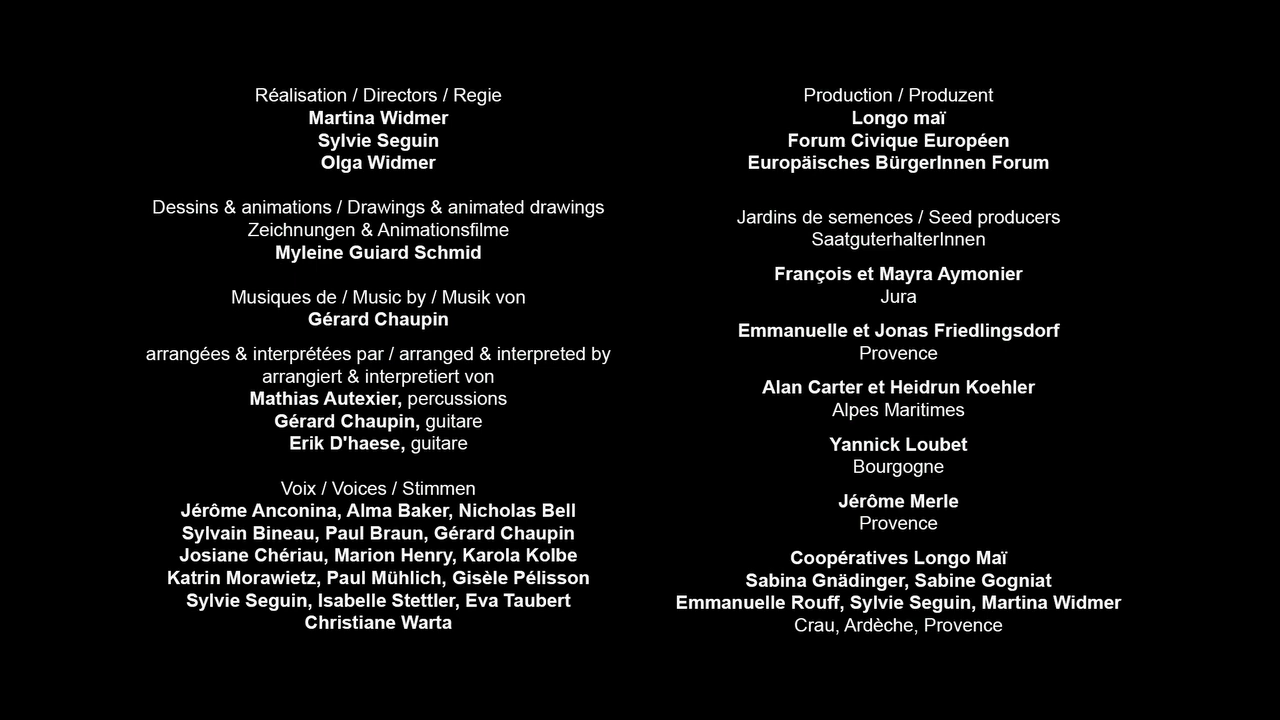 Réalisation / Directors / Regie
Martina Widmer
Sylvie Seguin
Olga Widmer
Dessins & animations / Drawings & animated drawings
Zeichnungen & Animationsfilme
Myleine Guiard Schmid
Musiques de / Music by / Musik von
Gérard Chaupin
arrangées & interprétées par / arranged & interpreted by
arrangiert & interpretiert von
Mathias Autexier, percussions
Gérard Chaupin, guitare
Erik D'haese, guitare
Voix / Voices / Stimmen
Jérôme Anconina, Alma Baker, Nicholas Bell
Sylvain Bineau, Paul Braun, Gérard Chaupin
Josiane Chériau, Marion Henry, Karola Kolbe
Katrin Morawietz, Paul Mühlich, Gisèle Pélisson
Sylvie Seguin, Isabelle Stettler, Eva Taubert
Christiane Warta
Production / Produzent
Longo maï
Forum Civique Européen
Europäisches BürgerInnen Forum
Jardins de semences / Seed producers
SaatguterhalterInnen
François et Mayra Aymonier
Jura
Emmanuelle et Jonas Friedlingsdorf
Provence
Alan Carter et Heidrun Koehler
Alpes Maritimes
Yannick Loubet
Bourgogne
Jérôme Merle
Provence
Coopératives Longo Maï
Sabina Gnädinger, Sabine Gogniat
Emmanuelle Rouff, Sylvie Seguin, Martina Widmer
Crau, Ardèche, Provence